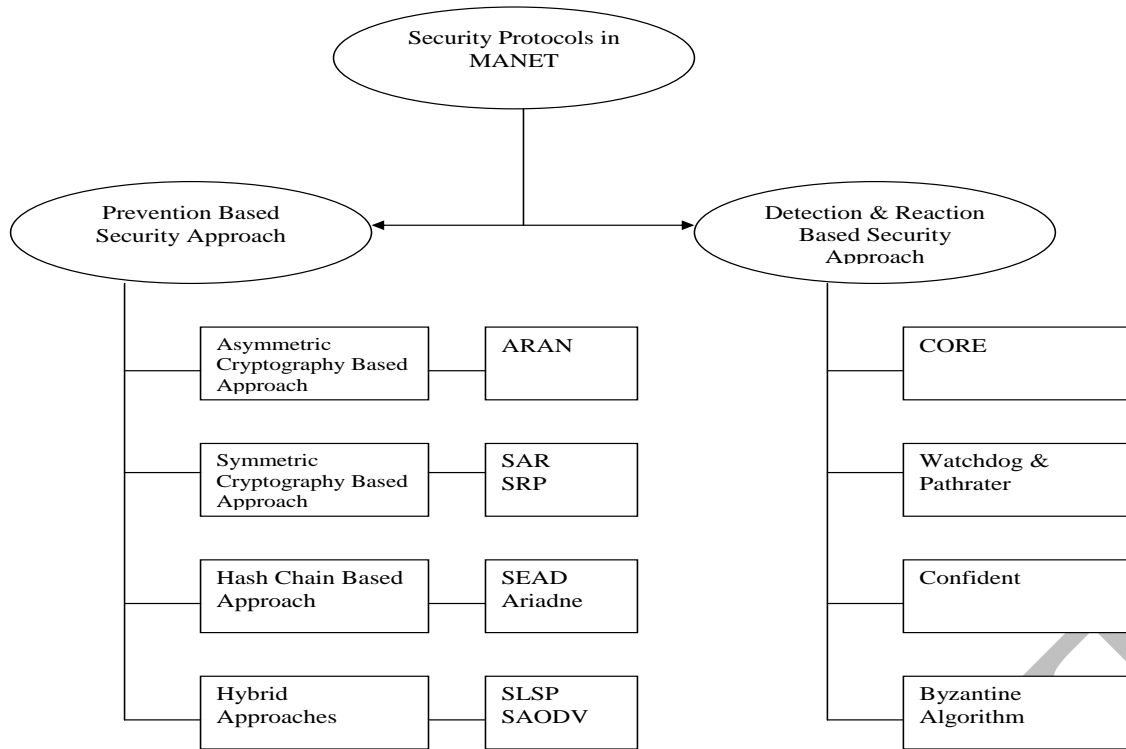 Security Protocols in
MANET
Prevention Based
Security Approach
Detection & Reaction
Based Security
Approach
Asymmetric
Cryptography Based
Approach
ARAN
Symmetric
Cryptography Based
Approach
SAR
SRP
Hash Chain Based
Approach
SEAD
Ariadne
Hybrid
Approaches
SLSP
SAODV
CORE
Watchdog &
Pathrater
Confident
Byzantine
Algorithm